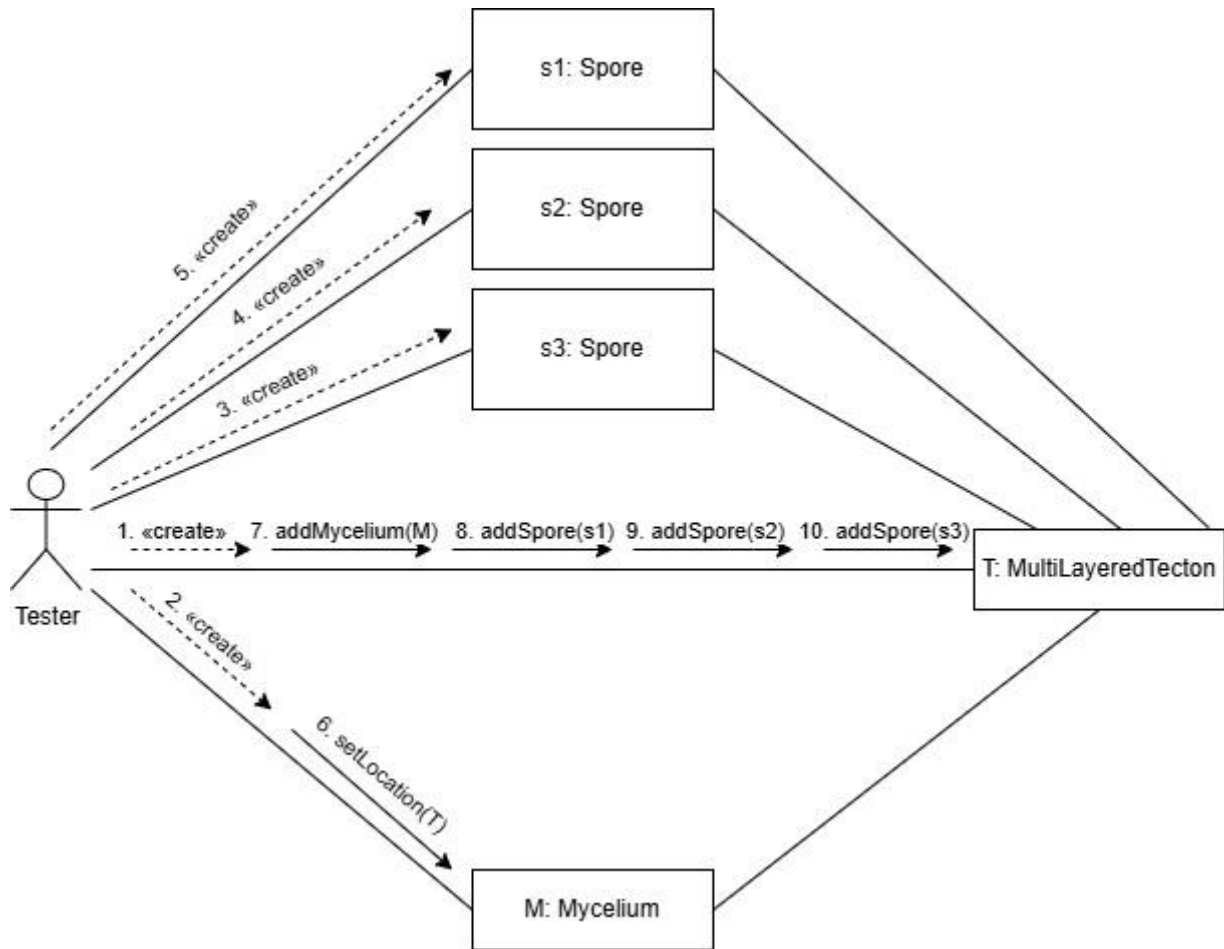 s1: Spore
s2: Spore
5. «create»
4. «create»
s3: Spore
3. «create»
1. «create»
7. addMycelium(M)
8. addSpore(s1)
9. addSpore(s2)
10. addSpore(s3)
T: MultiLayeredTecton
Tester
2. «create»
6. setLocation(T)
M: Mycelium